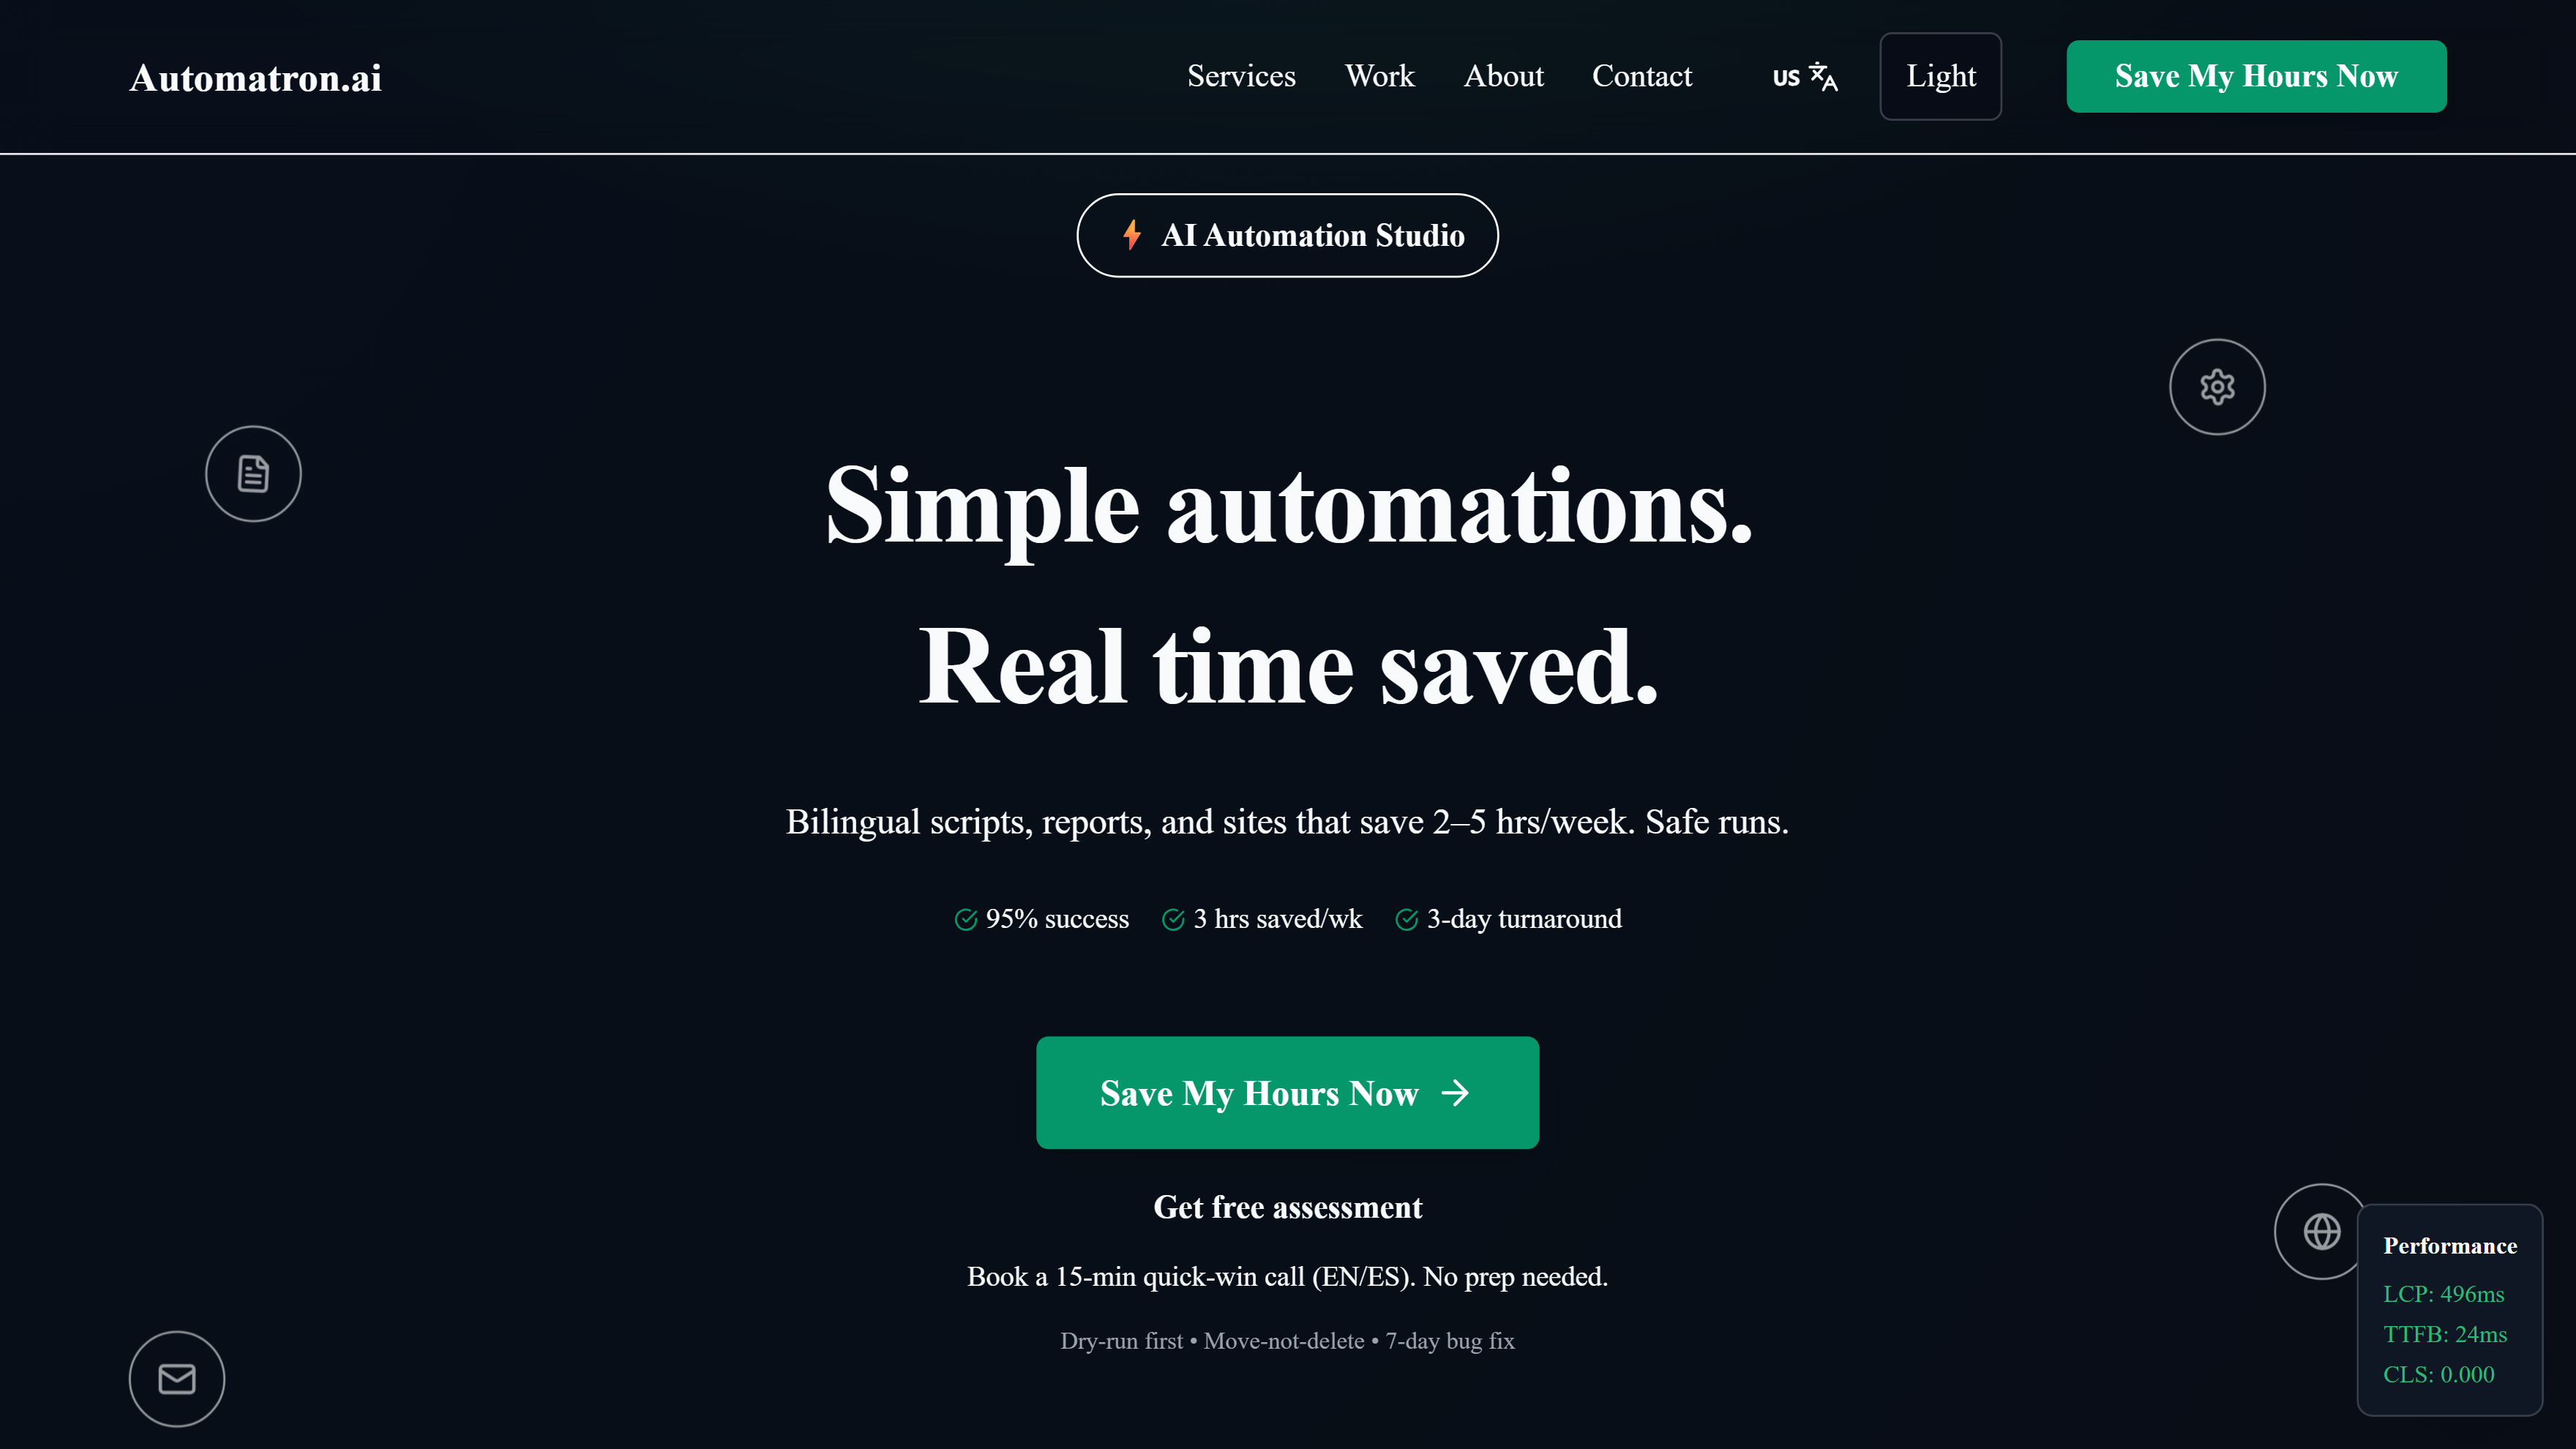 Automatron.ai
Services
Work
About
Contact
US
Light
Save My Hours Now
AI Automation Studio
Simple automations.
Real time saved.
Bilingual scripts, reports, and sites that save 2–5 hrs/week. Safe runs.
95% success
3 hrs saved/wk
3-day turnaround
Save My Hours Now
Get free assessment
Book a 15-min quick-win call (EN/ES). No prep needed.
Dry-run first • Move-not-delete • 7-day bug fix
Performance
LCP: 496ms
TTFB: 24ms
CLS: 0.000